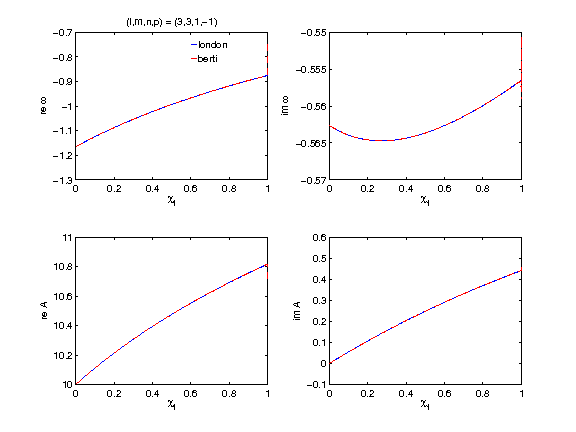 (l,m,n,p) = (3,3,1,−1)
london
berti
re ω
−0.7
−0.8
−0.9
−1
−1.1
−1.2
−1.3
0 0.2 0.4 0.6 0.8 1
χf
im ω
−0.55
−0.555
−0.56
−0.565
−0.57
0 0.2 0.4 0.6 0.8 1
χf
re A
11
10.8
10.6
10.4
10.2
10
0 0.2 0.4 0.6 0.8 1
χf
im A
0.6
0.5
0.4
0.3
0.2
0.1
0
−0.1
0 0.2 0.4 0.6 0.8 1
χf